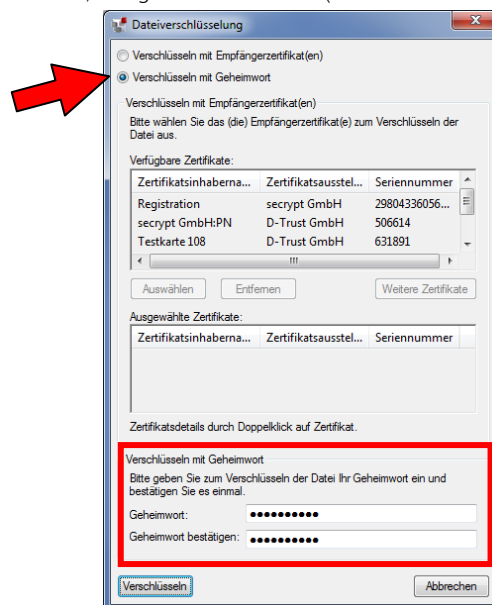 Dateiverschlüsselung
Verschlüsseln mit Empfängerzertifikat(en)
Verschlüsseln mit Geheimwort
Verschlüsseln mit Empfängerzertifikat(en)
Bitte wählen Sie das (die) Empfängerzertifikat(e) zum Verschlüsseln der
Datei aus.
Verfügbare Zertifikate:
Zertifikatsinhaberna... Zertifikatsausstel... Seriennummer
Registration secrypt GmbH 29804336056...
secrypt GmbH:PN D-Trust GmbH 506614
Testkarte 108 D-Trust GmbH 631891
Auswählen Entfernen Weitere Zertifikate
Ausgewählte Zertifikate:
Zertifikatsinhaberna... Zertifikatsausstel... Seriennummer
Zertifikatsdetails durch Doppelklick auf Zertifikat.
Verschlüsseln mit Geheimwort
Bitte geben Sie zum Verschlüsseln der Datei Ihr Geheimwort ein und
bestätigen Sie es einmal.
Geheimwort: ●●●●●●●●●●
Geheimwort bestätigen: ●●●●●●●●●●
Verschlüsseln Abbrechen